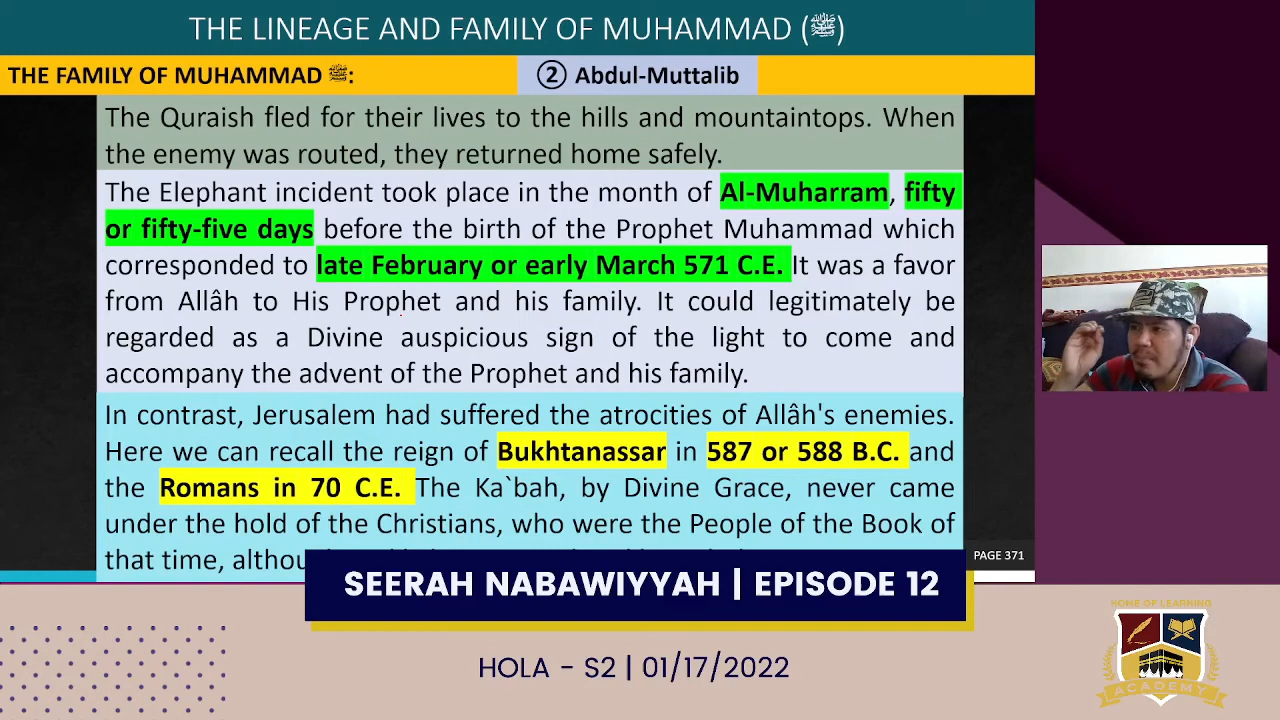 THE LINEAGE AND FAMILY OF MUHAMMAD (ﷺ)
THE FAMILY OF MUHAMMAD ﷺ:
② Abdul-Muttalib
The Quraish fled for their lives to the hills and mountaintops. When
the enemy was routed, they returned home safely.
The Elephant incident took place in the month of Al-Muharram, fifty
or fifty-five days before the birth of the Prophet Muhammad which
corresponded to late February or early March 571 C.E. It was a favor
from Allâh to His Prophet and his family. It could legitimately be
regarded as a Divine auspicious sign of the light to come and
accompany the advent of the Prophet and his family.
In contrast, Jerusalem had suffered the atrocities of Allâh's enemies.
Here we can recall the reign of Bukhtanassar in 587 or 588 B.C. and
the Romans in 70 C.E. The Ka`bah, by Divine Grace, never came
under the hold of the Christians, who were the People of the Book of
that time,
PAGE 371
SEERAH NABAWIYYAH | EPISODE 12
HOLA - S2 | 01/17/2022
HOME OF LEARNING
ACADEMY